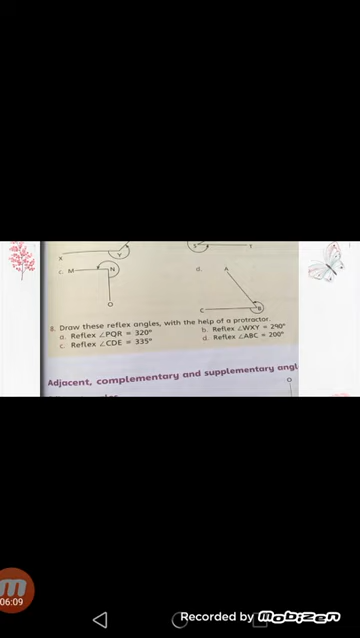 X
Y
S
c. M
N
O
d.
A
C
B
8. Draw these reflex angles, with the help of a protractor.
a. Reflex ∠PQR = 320°
b. Reflex ∠WXY = 290°
c. Reflex ∠CDE = 335°
d. Reflex ∠ABC = 200°
Adjacent, complementary and supplementary angl
O
06:09
Recorded by mobizen